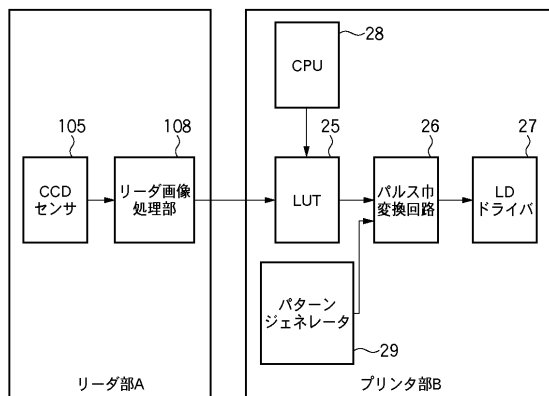 28
CPU
105
108
25
26
27
CCD
センサ
リーダ画像
処理部
LUT
パルス巾
変換回路
LD
ドライバ
パターン
ジェネレータ
29
リーダ部A
プリンタ部B